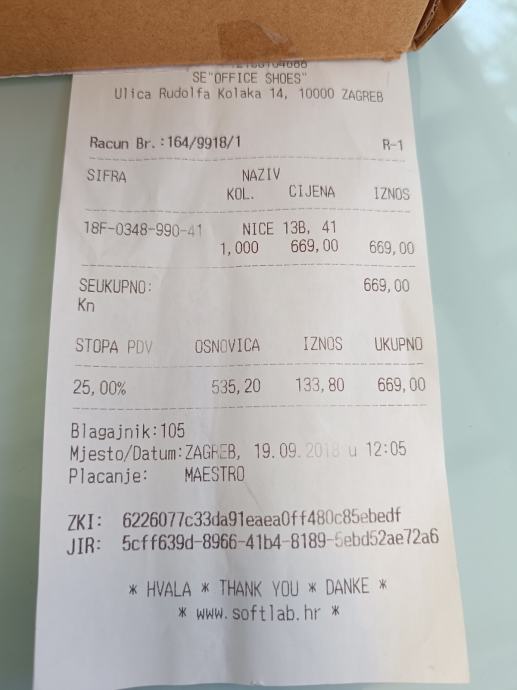 SE"OFFICE SHOES"
Ulica Rudolfa Kolaka 14, 10000 ZAGREB
Racun Br.:164/9918/1 R-1
SIFRA NAZIV
KOL. CIJENA IZNOS
18F-0348-990-41 NICE 13B, 41
1,000 669,00 669,00
SEUKUPNO: 669,00
Kn
STOPA PDV OSNOVICA IZNOS UKUPNO
25,00% 535,20 133,80 669,00
Blagajnik:105
Mjesto/Datum:ZAGREB, 19.09.2018 u 12:05
Placanje: MAESTRO
ZKI: 6226077c33da91eaea0ff480c85ebedf
JIR: 5cff639d-8966-41b4-8189-5ebd52ae72a6
* HVALA * THANK YOU * DANKE *
* www.softlab.hr *